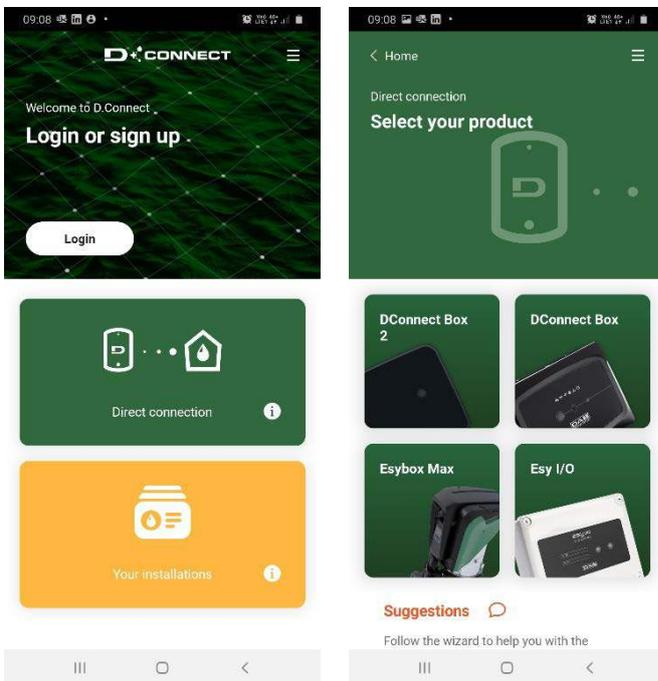 09:08
D+CONNECT
Welcome to D.Connect
Login or sign up
Login
Direct connection
Your installations
09:08
Home
Direct connection
Select your product
DConnect Box
2
DConnect Box
DAB
Esybox Max
Esy I/O
Suggestions
Follow the wizard to help you with the